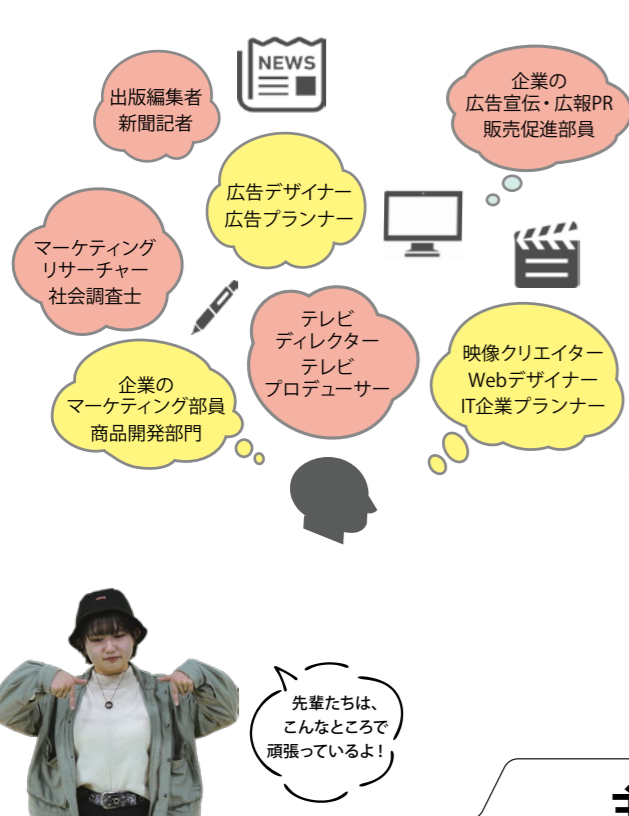 NEWS
出版編集者
新聞記者
企業の
広告宣伝・広報PR
販売促進部員
広告デザイナー
広告プランナー
マーケティング
リサーチャー
社会調査士
テレビ
ディレクター
テレビ
プロデューサー
映像クリエイター
Webデザイナー
IT企業プランナー
企業の
マーケティング部員
商品開発部門
先輩たちは、
こんなところで
頑張っているよ!